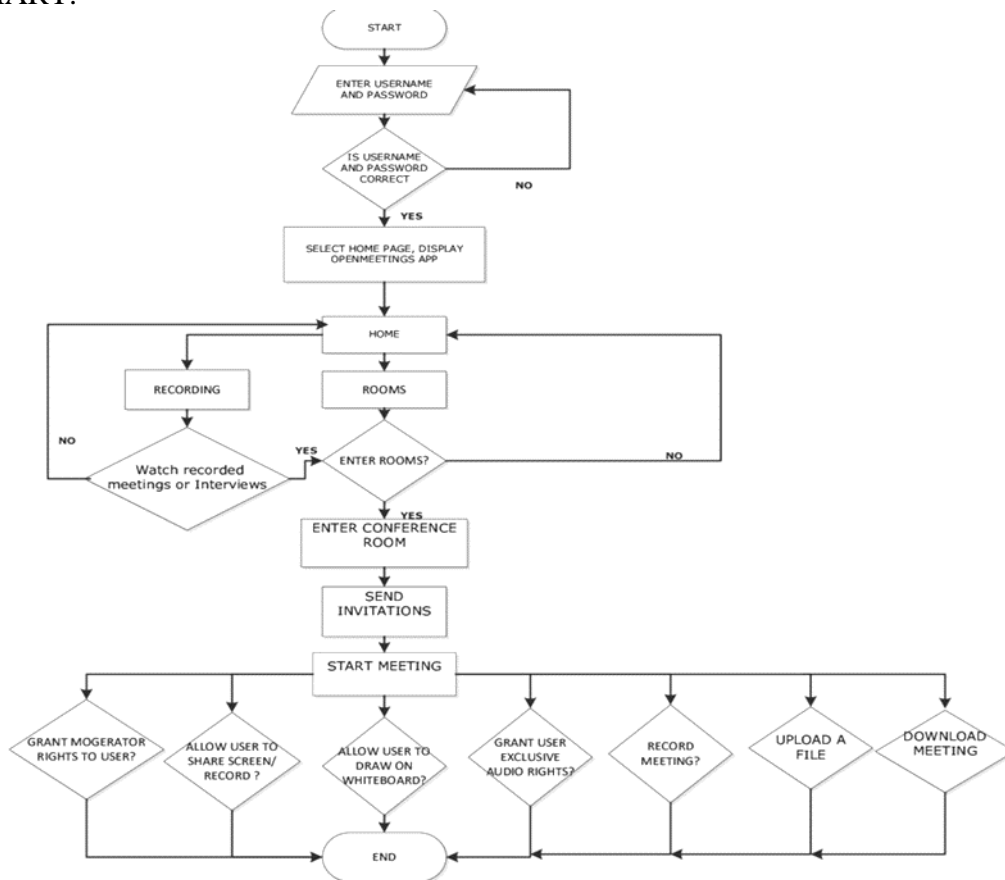 START
ENTER USERNAME
AND PASSWORD
IS USERNAME
AND PASSWORD
CORRECT
NO
YES
SELECT HOME PAGE, DISPLAY
OPENMEETINGS APP
HOME
RECORDING
ROOMS
NO
Watch recorded
meetings or Interviews
YES
ENTER ROOMS?
NO
YES
ENTER CONFERENCE
ROOM
SEND
INVITATIONS
START MEETING
GRANT MOGERATOR
RIGHTS TO USER?
ALLOW USER TO
SHARE SCREEN/
RECORD ?
ALLOW USER TO
DRAW ON
WHITEBOARD?
GRANT USER
EXCLUSIVE
AUDIO RIGHTS?
RECORD
MEETING?
UPLOAD A
FILE
DOWNLOAD
MEETING
END